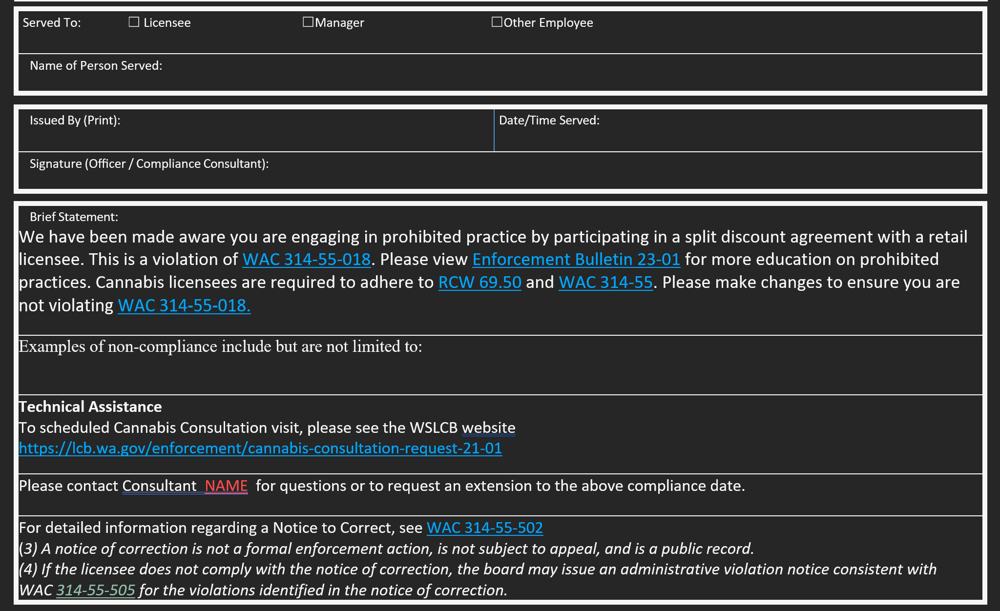 Served To: ☐ Licensee ☐Manager ☐Other Employee
Name of Person Served:
Issued By (Print): Date/Time Served:
Signature (Officer / Compliance Consultant):
Brief Statement:
We have been made aware you are engaging in prohibited practice by participating in a split discount agreement with a retail
licensee. This is a violation of WAC 314-55-018. Please view Enforcement Bulletin 23-01 for more education on prohibited
practices. Cannabis licensees are required to adhere to RCW 69.50 and WAC 314-55. Please make changes to ensure you are
not violating WAC 314-55-018.
Examples of non-compliance include but are not limited to:
Technical Assistance
To scheduled Cannabis Consultation visit, please see the WSLCB website
https://lcb.wa.gov/enforcement/cannabis-consultation-request-21-01
Please contact Consultant NAME for questions or to request an extension to the above compliance date.
For detailed information regarding a Notice to Correct, see WAC 314-55-502
(3) A notice of correction is not a formal enforcement action, is not subject to appeal, and is a public record.
(4) If the licensee does not comply with the notice of correction, the board may issue an administrative violation notice consistent with
WAC 314-55-505 for the violations identified in the notice of correction.